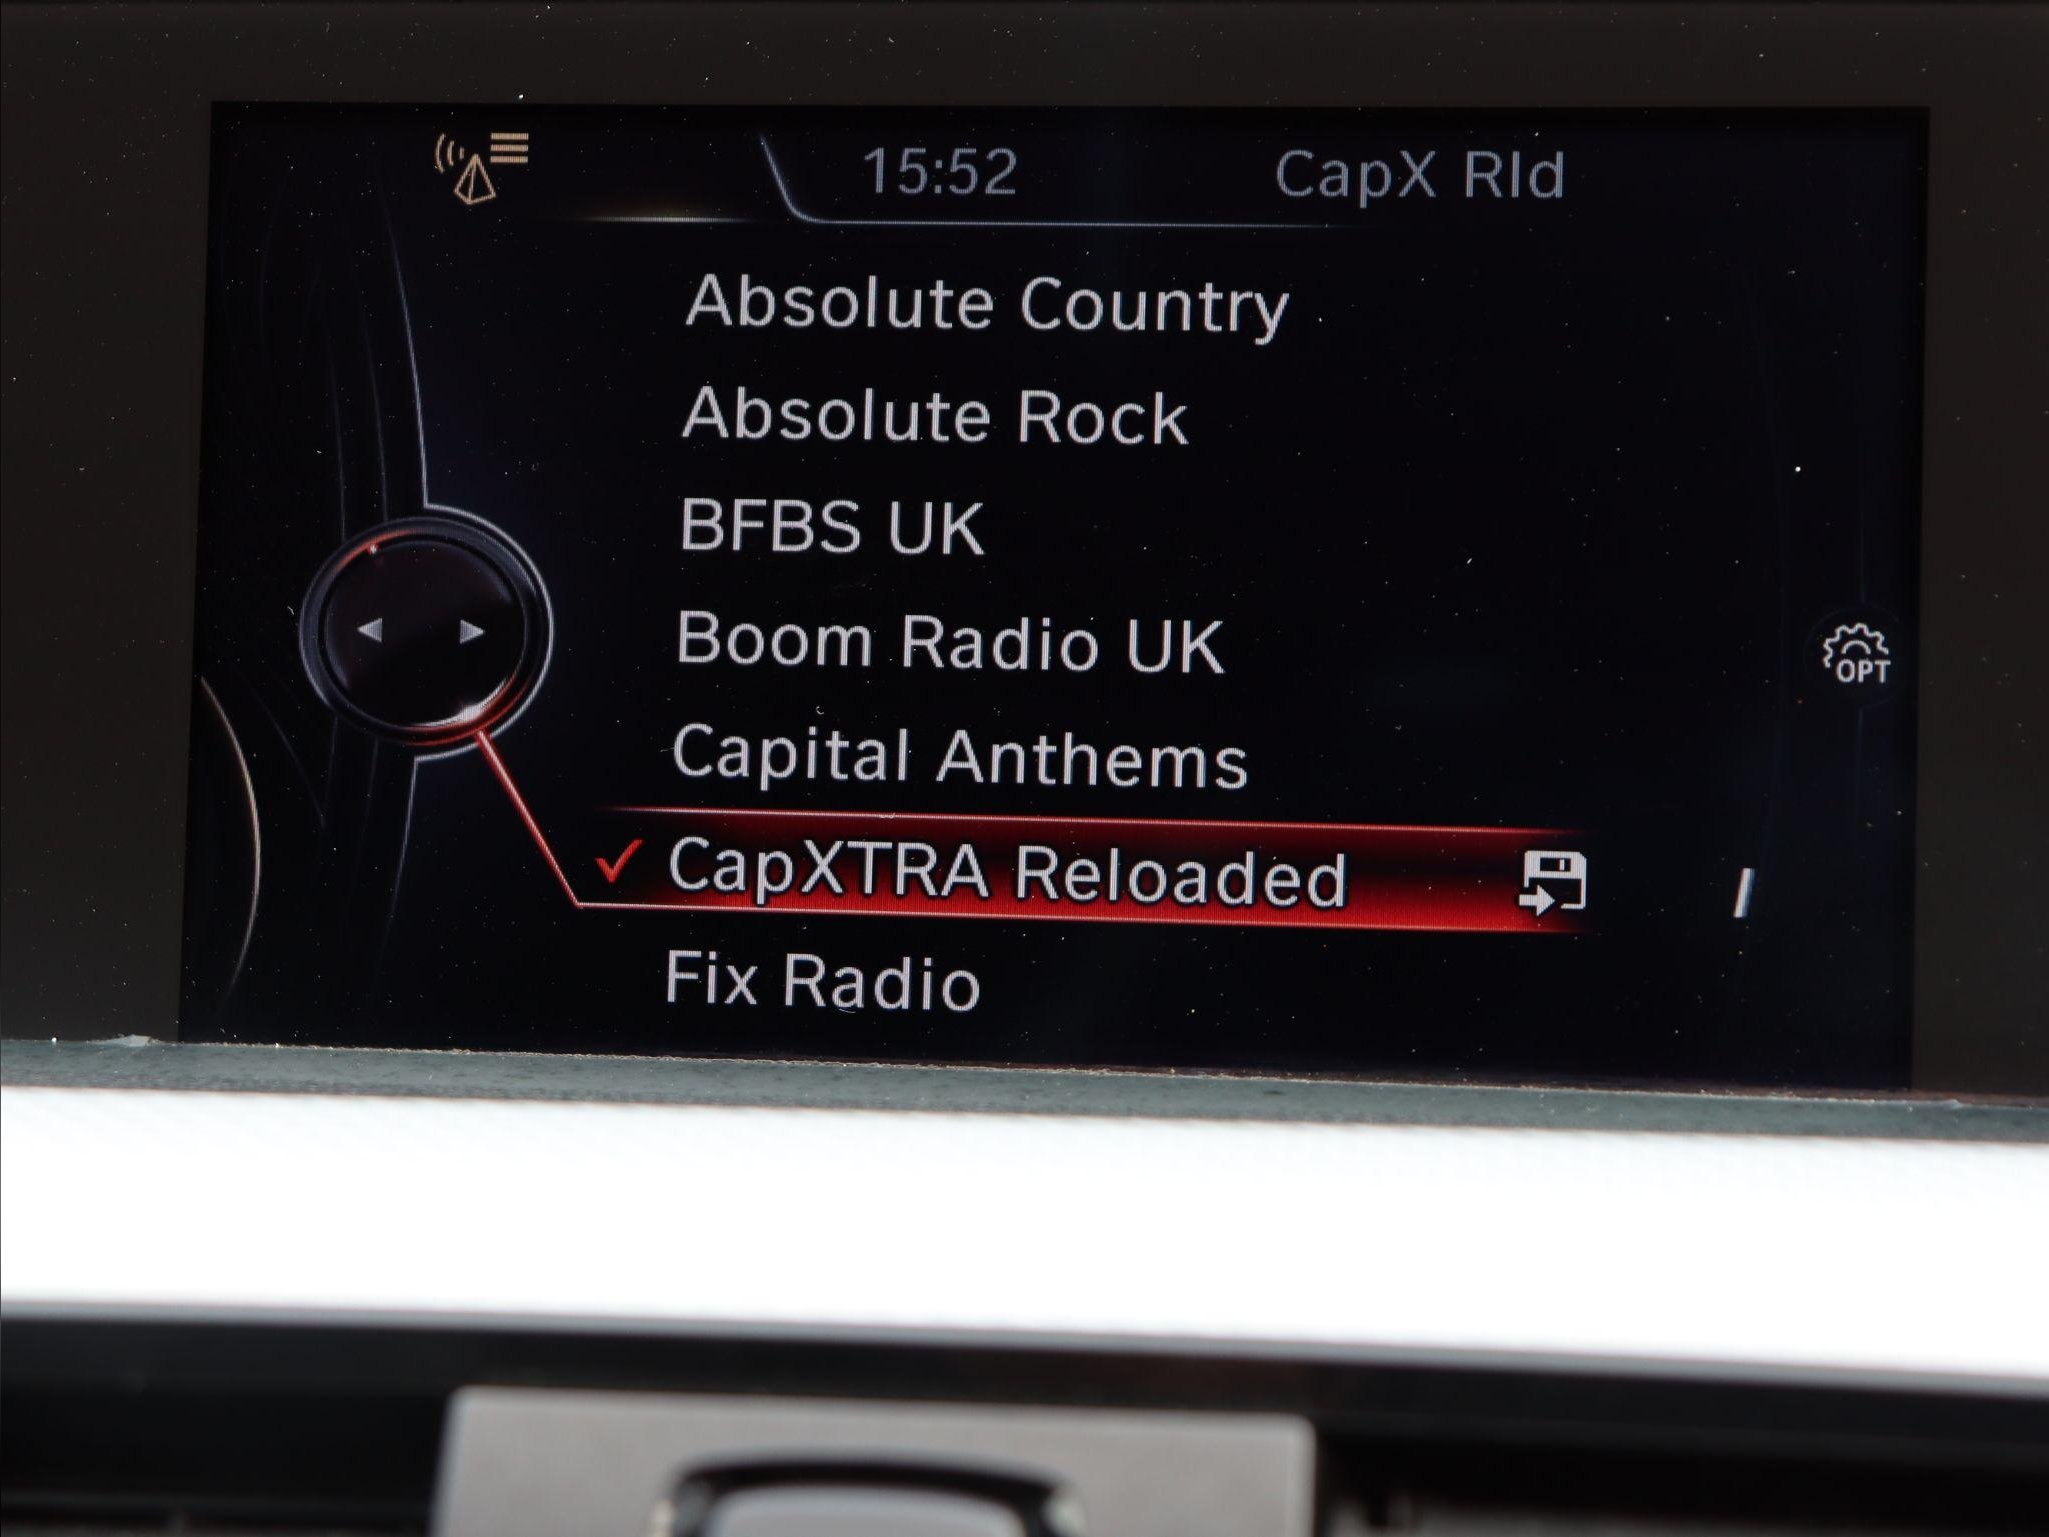 15:52 CapX Rld
Absolute Country
Absolute Rock
BFBS UK
Boom Radio UK
Capital Anthems
CapXTRA Reloaded
OPT
Fix Radio